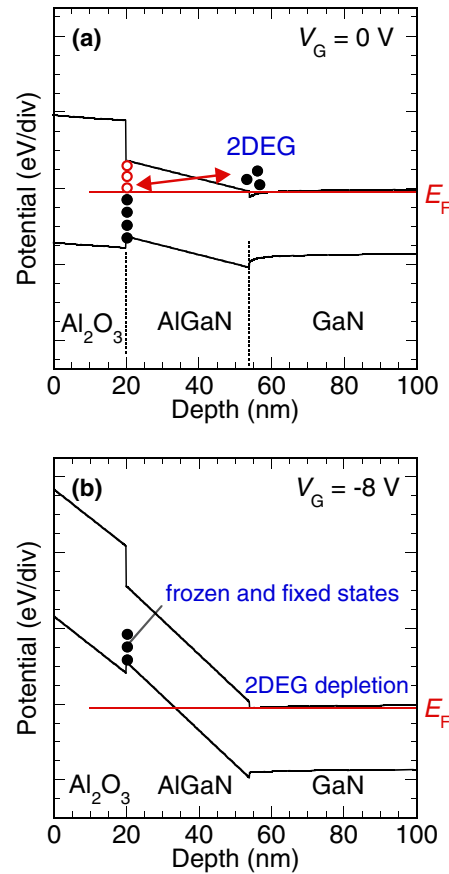 (a)
V_G = 0 V
2DEG
E_F
Potential (eV/div)
Al₂O₃
AlGaN
GaN
0 20 40 60 80 100
Depth (nm)
(b)
V_G = -8 V
frozen and fixed states
2DEG depletion
E_F
Potential (eV/div)
Al₂O₃
AlGaN
GaN
0 20 40 60 80 100
Depth (nm)